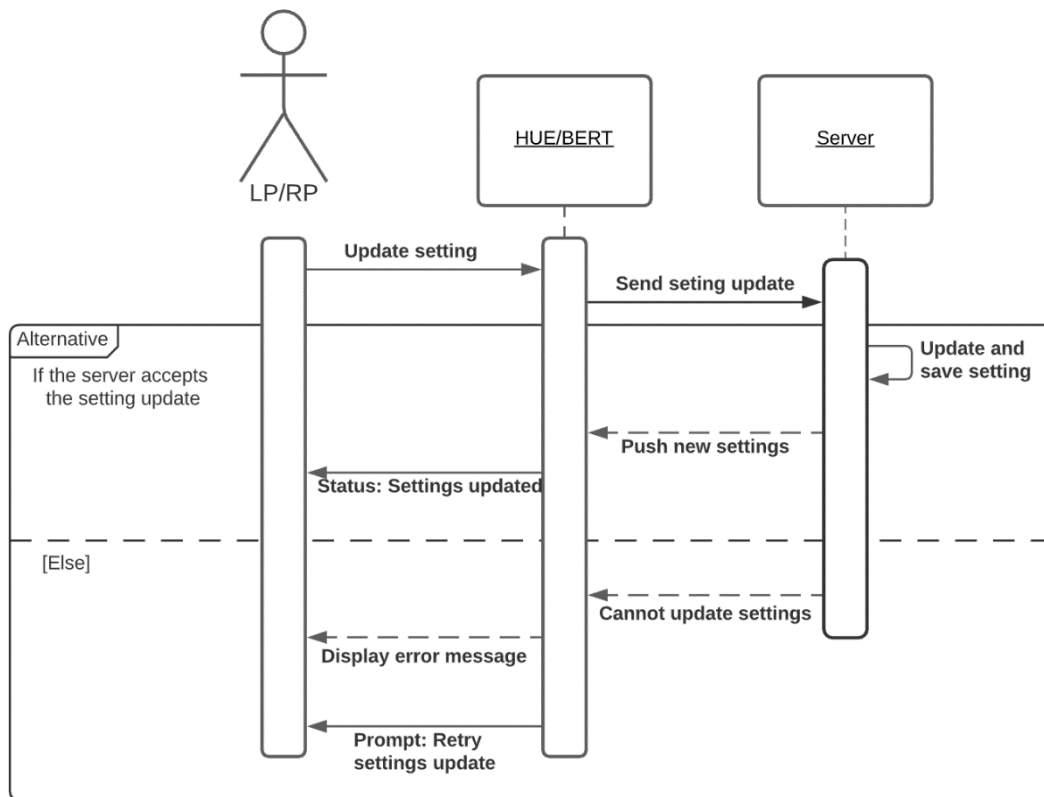 HUE/BERT
Server
LP/RP
Update setting
Send seting update
Alternative
If the server accepts
the setting update
Update and
save setting
Push new settings
Status: Settings updated
[Else]
Cannot update settings
Display error message
Prompt: Retry
settings update